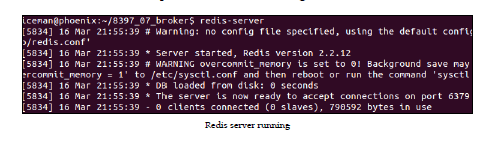 iceman@phoenix:~/8397_07_broker$ redis-server
[5834] 16 Mar 21:55:39 # Warning: no config file specified, using the default config
p/redis.conf'
[5834] 16 Mar 21:55:39 * Server started, Redis version 2.2.12
[5834] 16 Mar 21:55:39 # WARNING overcommit_memory is set to 0! Background save may
ercommit_memory = 1' to /etc/sysctl.conf and then reboot or run the command 'sysctl
[5834] 16 Mar 21:55:39 * DB loaded from disk: 0 seconds
[5834] 16 Mar 21:55:39 * The server is now ready to accept connections on port 6379
[5834] 16 Mar 21:55:39 - 0 clients connected (0 slaves), 790592 bytes in use
Redis server running